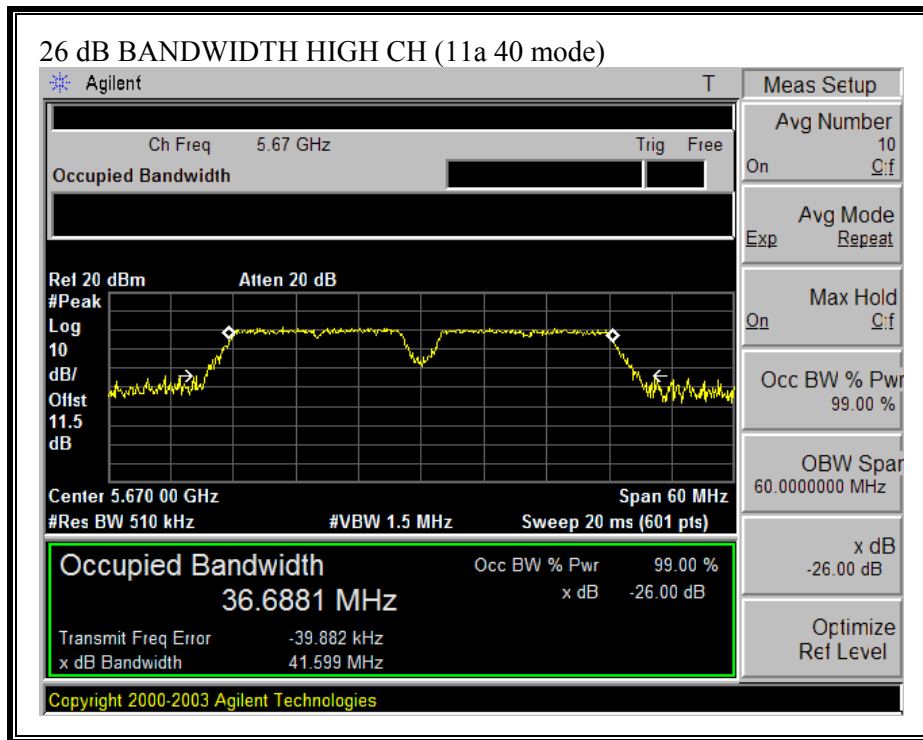 26 dB BANDWIDTH HIGH CH (11a 40 mode)
Agilent T
Ch Freq 5.67 GHz Trig Free
Occupied Bandwidth
Ref 20 dBm Atten 20 dB
#Peak
Log
10
dB/
Offst
11.5
dB
Center 5.670 00 GHz Span 60 MHz
#Res BW 510 kHz #VBW 1.5 MHz Sweep 20 ms (601 pts)
Occupied Bandwidth
36.6881 MHz
Occ BW % Pwr 99.00 %
x dB -26.00 dB
Transmit Freq Error -39.882 kHz
x dB Bandwidth 41.599 MHz
Copyright 2000-2003 Agilent Technologies
Meas Setup
Avg Number
10
On Off
Avg Mode
Exp Repeat
Max Hold
On Off
Occ BW % Pwr
99.00 %
OBW Span
60.0000000 MHz
x dB
-26.00 dB
Optimize
Ref Level